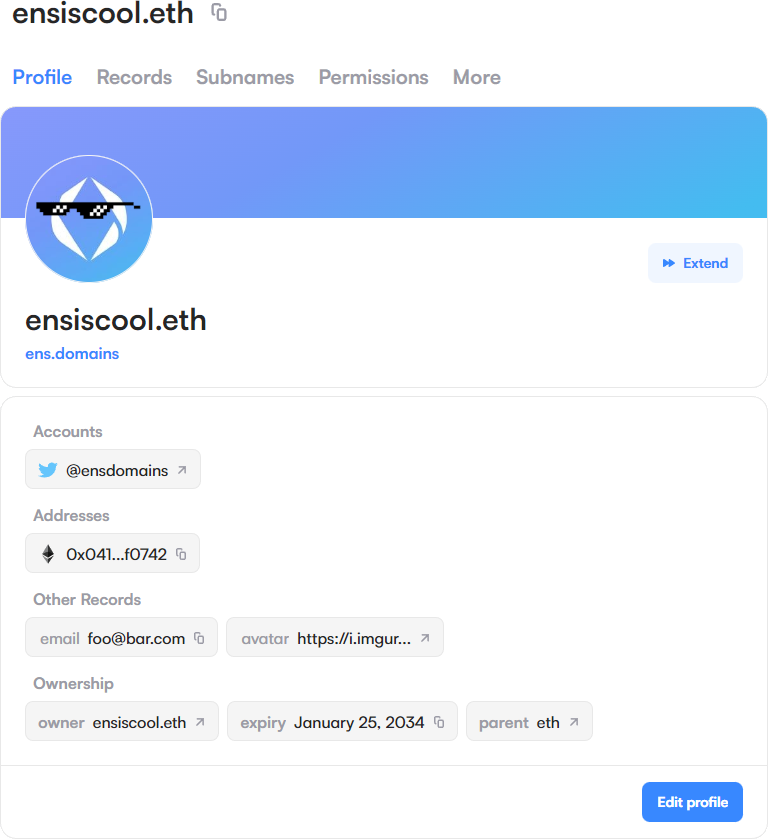 ensiscool.eth
Profile Records Subnames Permissions More
Extend
ensiscool.eth
ens.domains
Accounts
@ensdomains
Addresses
0x041...f0742
Other Records
email foo@bar.com avatar https://i.imgur...
Ownership
owner ensiscool.eth expiry January 25, 2034 parent eth
Edit profile